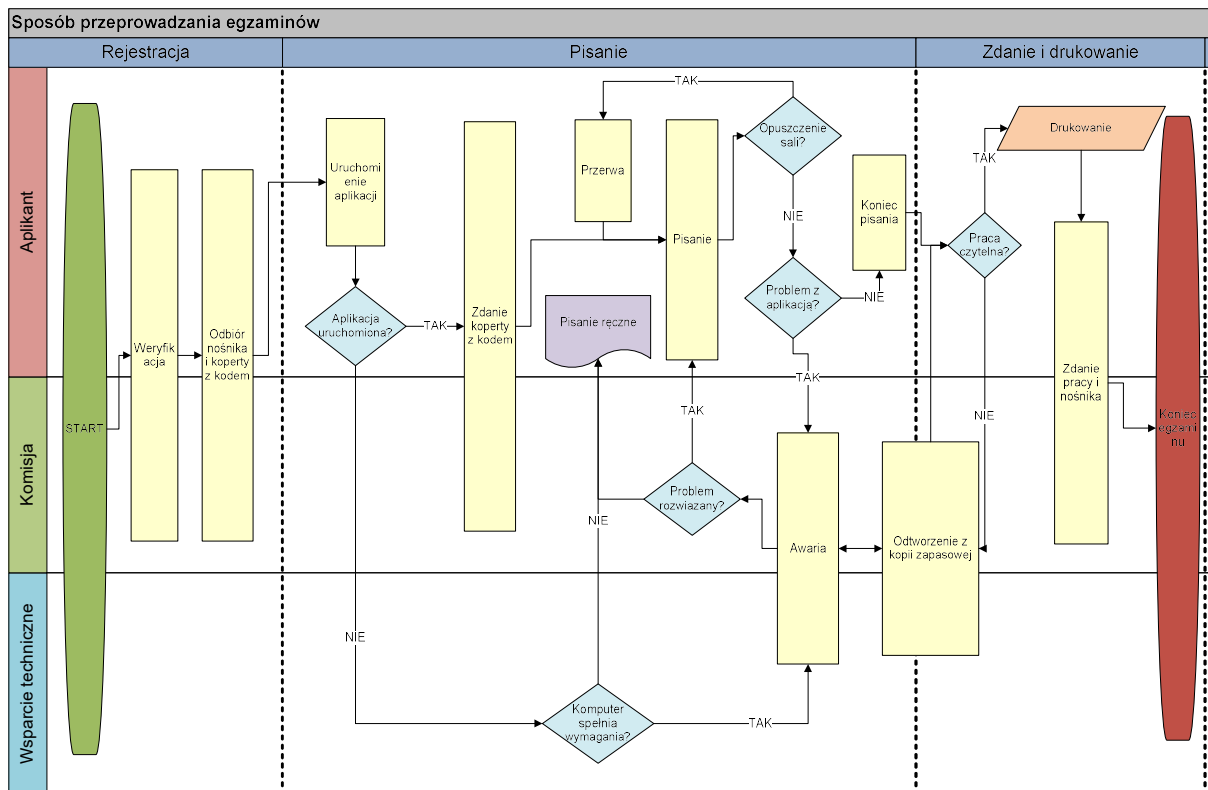 Sposób przeprowadzania egzaminów
Rejestracja
Pisanie
Zdanie i drukowanie
Aplikant
Komisja
Wsparcie techniczne
START
Weryfik
acja
Odbiór
nośnika
i koperty
z kodem
Uruchomi
enie
aplikacji
Aplikacja
uruchomiona?
TAK
NIE
Zdanie
koperty
z kodem
Przerwa
TAK
Pisanie
Opuszczenie
sali?
NIE
Problem z
aplikacją?
NIE
TAK
Koniec
pisania
Pisanie ręczne
TAK
Problem
rozwiazany?
NIE
Awaria
Komputer
spełnia
wymagania?
TAK
Odtworzenie z
kopii zapasowej
Praca
czytelna?
TAK
NIE
Drukowanie
Zdanie
pracy i
nośnika
Koniec
egzami
nu